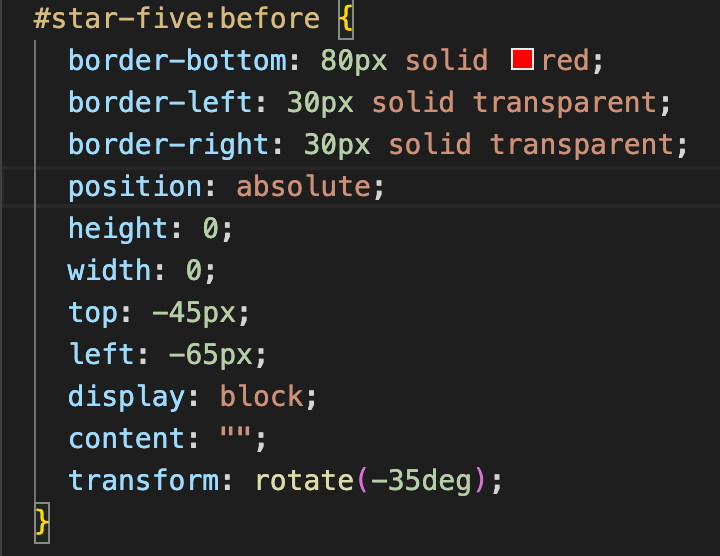 #star-five:before {
border-bottom: 80px solid red;
border-left: 30px solid transparent;
border-right: 30px solid transparent;
position: absolute;
height: 0;
width: 0;
top: -45px;
left: -65px;
display: block;
content: "";
transform: rotate(-35deg);
}